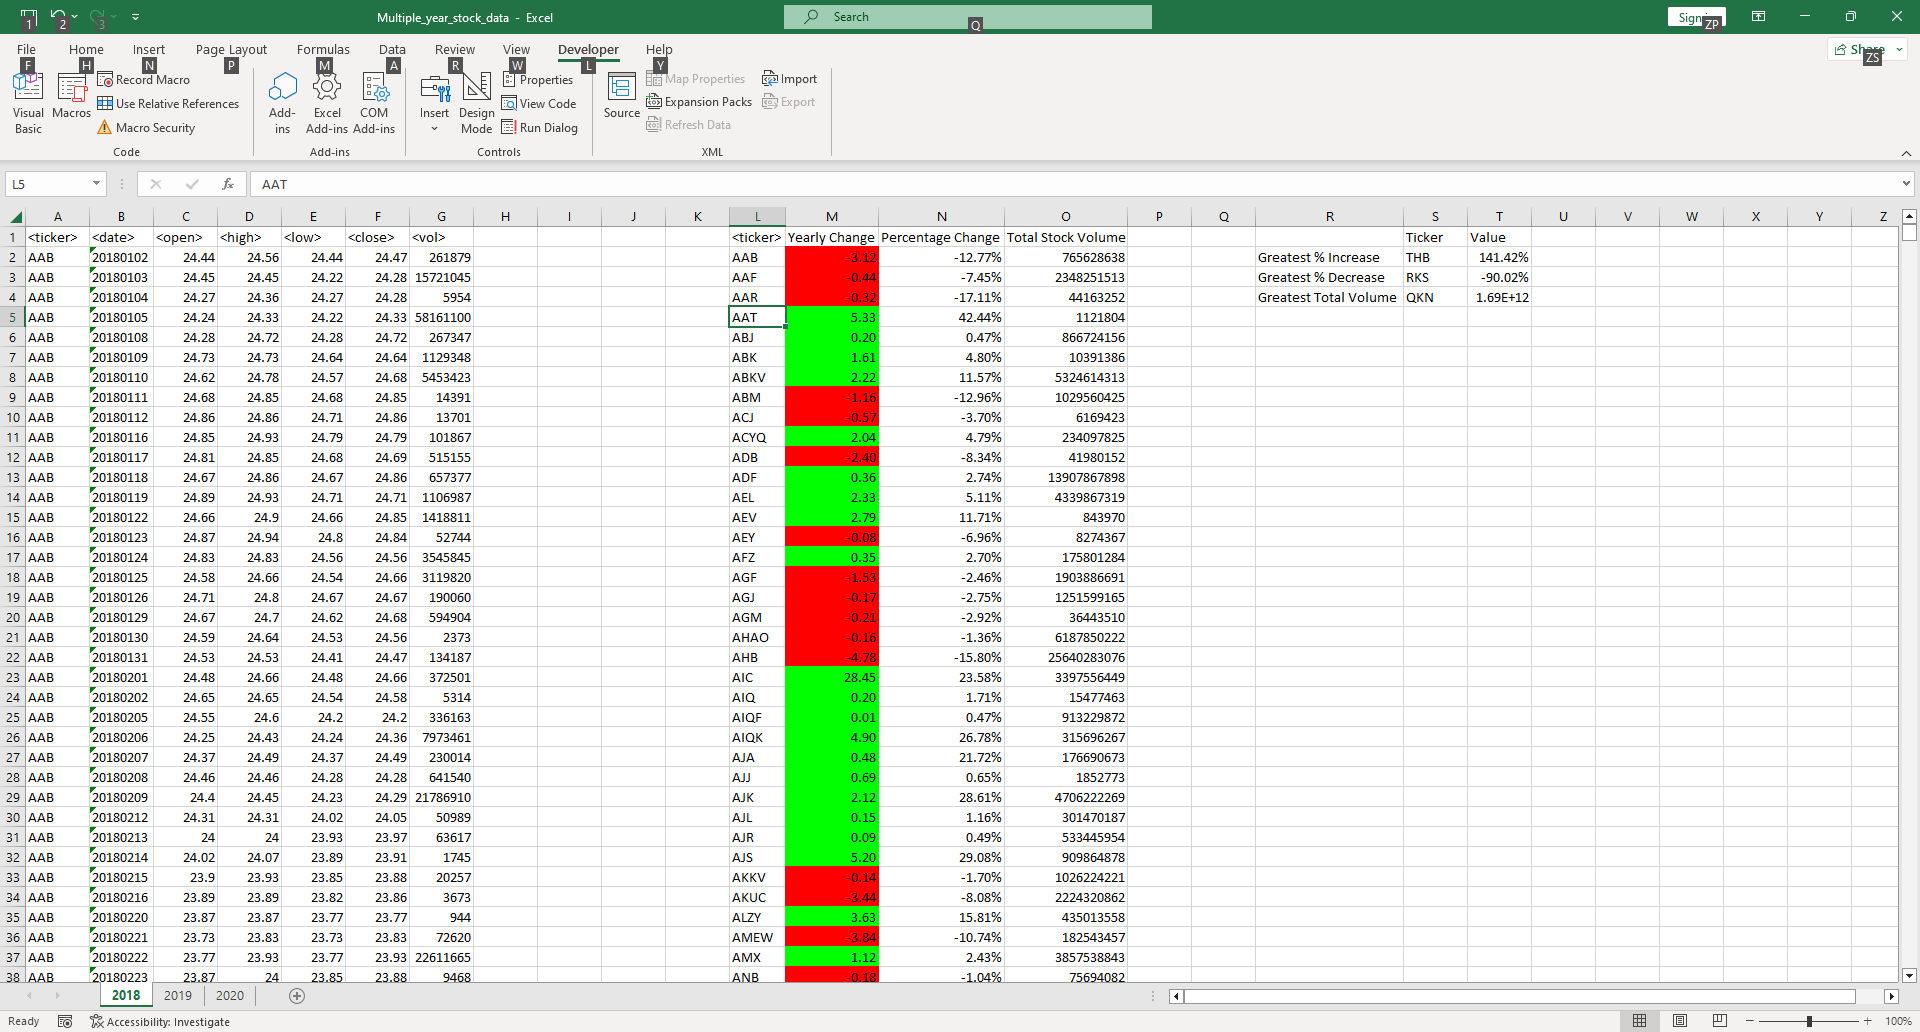 Multiple_year_stock_data - Excel
Search
Sign in
1 2 3 Q ZP
File Home Insert Page Layout Formulas Data Review View Developer Help
Share
F H N P M A R W L Y ZS
Visual Basic
Macros
Record Macro
Use Relative References
Macro Security
Code
Add-ins
Excel Add-ins
COM Add-ins
Add-ins
Insert
Design Mode
Properties
View Code
Run Dialog
Controls
Source
Map Properties
Expansion Packs
Refresh Data
Import
Export
XML
L5 fx AAT
A B C D E F G H I J K L M N O P Q R S T U V W X Y Z
1 <ticker> <date> <open> <high> <low> <close> <vol> <ticker> Yearly Change Percentage Change Total Stock Volume Ticker Value
2 AAB 20180102 24.44 24.56 24.44 24.47 261879 AAB -3.12 -12.77% 765628638 Greatest % Increase THB 141.42%
3 AAB 20180103 24.45 24.45 24.22 24.28 15721045 AAF -0.44 -7.45% 2348251513 Greatest % Decrease RKS -90.02%
4 AAB 20180104 24.27 24.36 24.27 24.28 5954 AAR -0.32 -17.11% 44163252 Greatest Total Volume QKN 1.69E+12
5 AAB 20180105 24.24 24.33 24.22 24.33 58161100 AAT 5.33 42.44% 1121804
6 AAB 20180108 24.28 24.72 24.28 24.72 267347 ABJ 0.20 0.47% 866724156
7 AAB 20180109 24.73 24.73 24.64 24.64 1129348 ABK 1.61 4.80% 10391386
8 AAB 20180110 24.62 24.78 24.57 24.68 5453423 ABKV 2.22 11.57% 5324614313
9 AAB 20180111 24.68 24.85 24.68 24.85 14391 ABM -1.16 -12.96% 1029560425
10 AAB 20180112 24.86 24.86 24.71 24.86 13701 ACJ -0.57 -3.70% 6169423
11 AAB 20180116 24.85 24.93 24.79 24.79 101867 ACYQ 2.04 4.79% 234097825
12 AAB 20180117 24.81 24.85 24.68 24.69 515155 ADB -2.40 -8.34% 41980152
13 AAB 20180118 24.67 24.86 24.67 24.86 657377 ADF 0.36 2.74% 13907867898
14 AAB 20180119 24.89 24.93 24.71 24.71 1106987 AEL 2.33 5.11% 4339867319
15 AAB 20180122 24.66 24.9 24.66 24.85 1418811 AEV 2.79 11.71% 843970
16 AAB 20180123 24.87 24.94 24.8 24.84 52744 AEY -0.08 -6.96% 8274367
17 AAB 20180124 24.83 24.83 24.56 24.56 3545845 AFZ 0.35 2.70% 175801284
18 AAB 20180125 24.58 24.66 24.54 24.66 3119820 AGF -1.53 -2.46% 1903886691
19 AAB 20180126 24.71 24.8 24.67 24.67 190060 AGJ -0.17 -2.75% 1251599165
20 AAB 20180129 24.67 24.7 24.62 24.68 594904 AGM -0.21 -2.92% 36443510
21 AAB 20180130 24.59 24.64 24.53 24.56 2373 AHAO -0.16 -1.36% 6187850222
22 AAB 20180131 24.53 24.53 24.41 24.47 134187 AHB -4.78 -15.80% 25640283076
23 AAB 20180201 24.48 24.66 24.48 24.66 372501 AIC 28.45 23.58% 3397556449
24 AAB 20180202 24.65 24.65 24.54 24.58 5314 AIQ 0.20 1.71% 15477463
25 AAB 20180205 24.55 24.6 24.2 24.2 336163 AIQF 0.01 0.47% 913229872
26 AAB 20180206 24.25 24.43 24.24 24.36 7973461 AIQK 4.90 26.78% 315696267
27 AAB 20180207 24.37 24.49 24.37 24.49 230014 AJA 0.48 21.72% 176690673
28 AAB 20180208 24.46 24.46 24.28 24.28 641540 AJJ 0.69 0.65% 1852773
29 AAB 20180209 24.4 24.45 24.23 24.29 21786910 AJK 2.12 28.61% 4706222269
30 AAB 20180212 24.31 24.31 24.02 24.05 50989 AJL 0.15 1.16% 301470187
31 AAB 20180213 24 24 23.93 23.97 63617 AJR 0.09 0.49% 533445954
32 AAB 20180214 24.02 24.07 23.89 23.91 1745 AJS 5.20 29.08% 909864878
33 AAB 20180215 23.9 23.93 23.85 23.88 20257 AKKV -0.14 -1.70% 1026224221
34 AAB 20180216 23.89 23.89 23.82 23.86 3673 AKUC -3.44 -8.08% 2224320862
35 AAB 20180220 23.87 23.87 23.77 23.77 944 ALZY 3.63 15.81% 435013558
36 AAB 20180221 23.73 23.83 23.73 23.83 72620 AMEW -3.84 -10.74% 182543457
37 AAB 20180222 23.77 23.93 23.77 23.93 22611665 AMX 1.12 2.43% 3857538843
38 AAB 20180223 23.87 24 23.85 23.88 9468 ANB -0.18 -1.04% 75694082
2018 2019 2020
Ready Accessibility: Investigate 100%